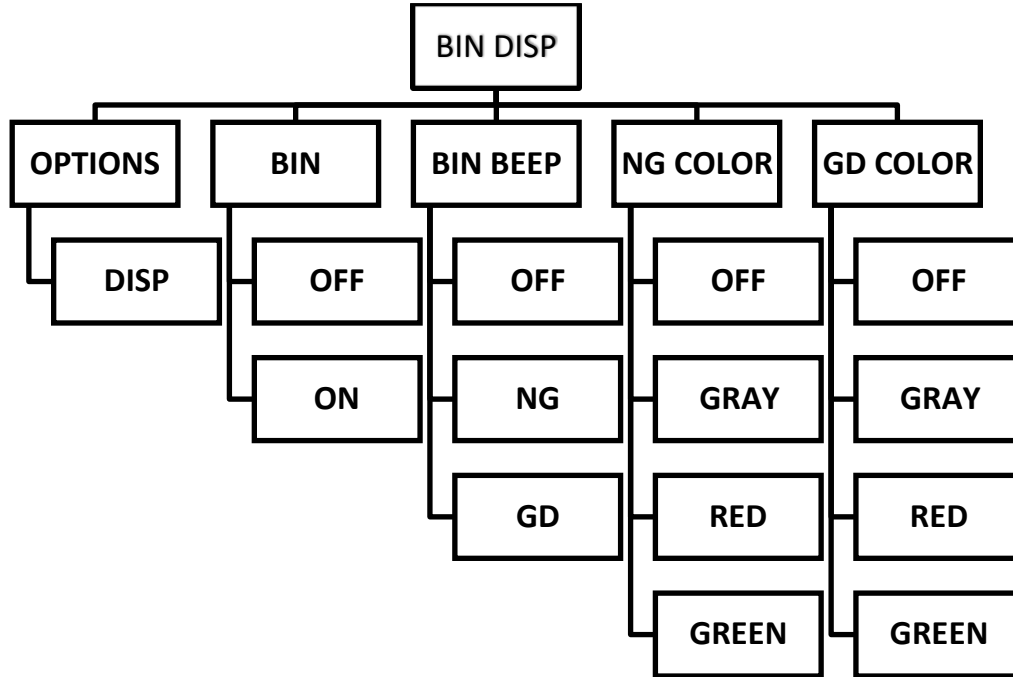 BIN DISP
OPTIONS
BIN
BIN BEEP
NG COLOR
GD COLOR
DISP
OFF
OFF
OFF
OFF
ON
NG
GRAY
GRAY
GD
RED
RED
GREEN
GREEN